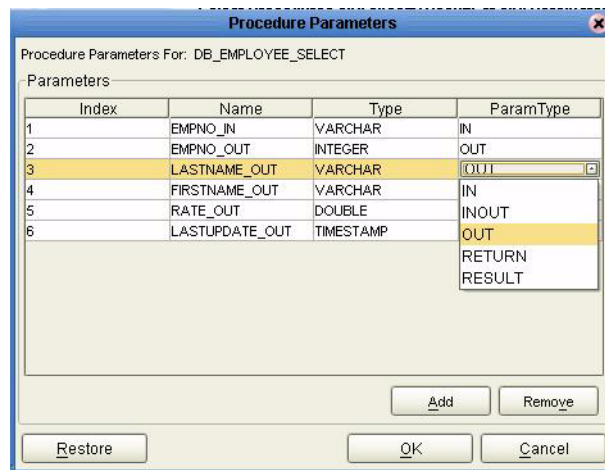 Procedure Parameters
Procedure Parameters For: DB_EMPLOYEE_SELECT
Parameters
Index Name Type ParamType
1 EMPNO_IN VARCHAR IN
2 EMPNO_OUT INTEGER OUT
3 LASTNAME_OUT VARCHAR OUT
4 FIRSTNAME_OUT VARCHAR
5 RATE_OUT DOUBLE
6 LASTUPDATE_OUT TIMESTAMP
IN
INOUT
OUT
RETURN
RESULT
Add Remove
Restore OK Cancel